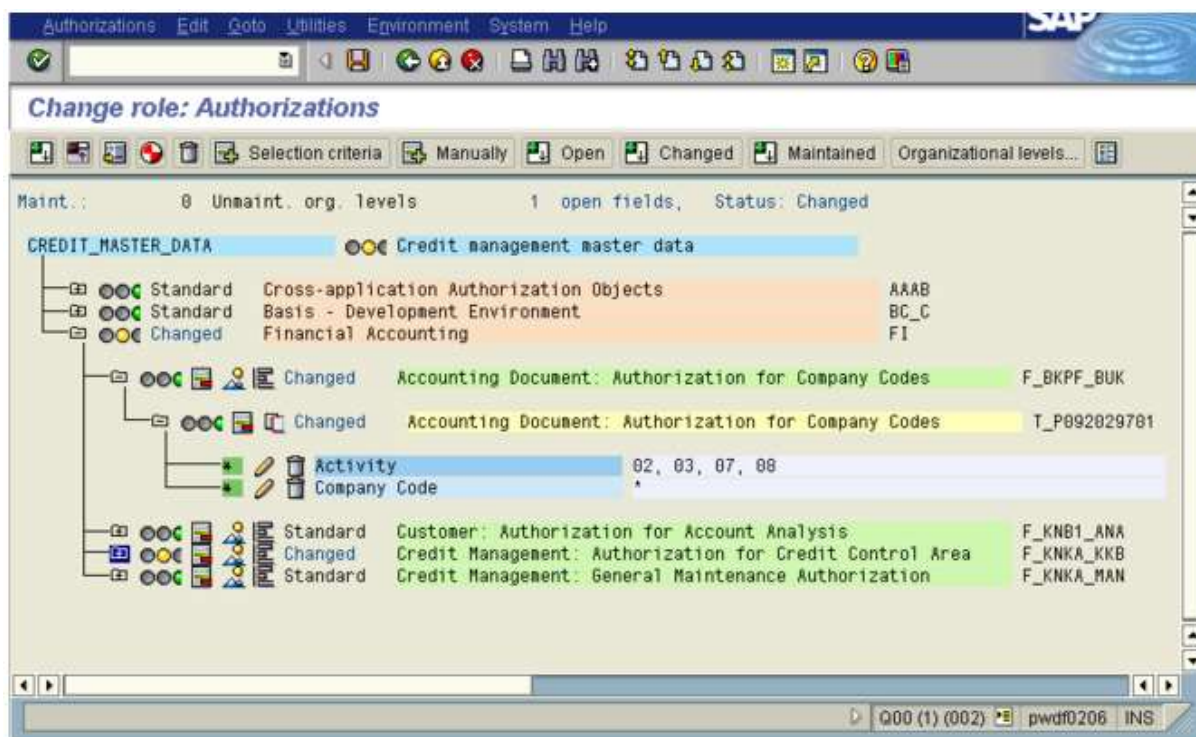 Authorizations Edit Goto Utilities Environment System Help
SAP
Change role: Authorizations
Selection criteria Manually Open Changed Maintained Organizational levels...
Maint.: 0 Unmaint. org. levels 1 open fields, Status: Changed
CREDIT_MASTER_DATA Credit management master data
Standard Cross-application Authorization Objects AAAB
Standard Basis - Development Environment BC_C
Changed Financial Accounting FI
Changed Accounting Document: Authorization for Company Codes F_BKPF_BUK
Changed Accounting Document: Authorization for Company Codes T_P092029701
Activity 02, 03, 07, 08
Company Code *
Standard Customer: Authorization for Account Analysis F_KNB1_ANA
Changed Credit Management: Authorization for Credit Control Area F_KNKA_KKB
Standard Credit Management: General Maintenance Authorization F_KNKA_MAN
Q00 (1) (002) pwdf0206 INS